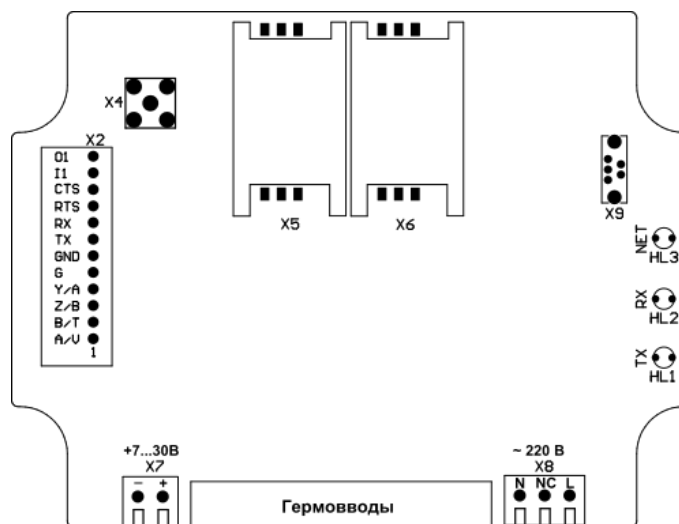 X4
X2
O1
I1
CTS
RTS
RX
TX
GND
G
Y/A
Z/B
B/T
A/V
1
X5
X6
X9
NET
HL3
RX
HL2
TX
HL1
+7...30В
X7
- +
~ 220 В
X8
N NC L
Гермовводы